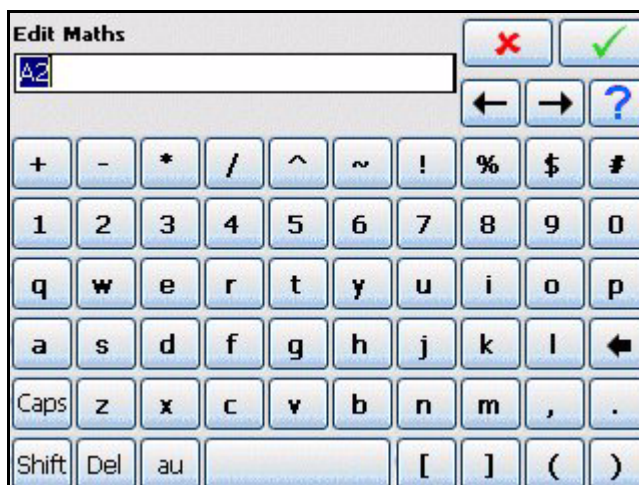 Edit Maths
A2
?
+ - * / ^ ~ ! % $ #
1 2 3 4 5 6 7 8 9 0
q w e r t y u i o p
a s d f g h j k l
Caps z x c v b n m , .
Shift Del au [ ] ( )